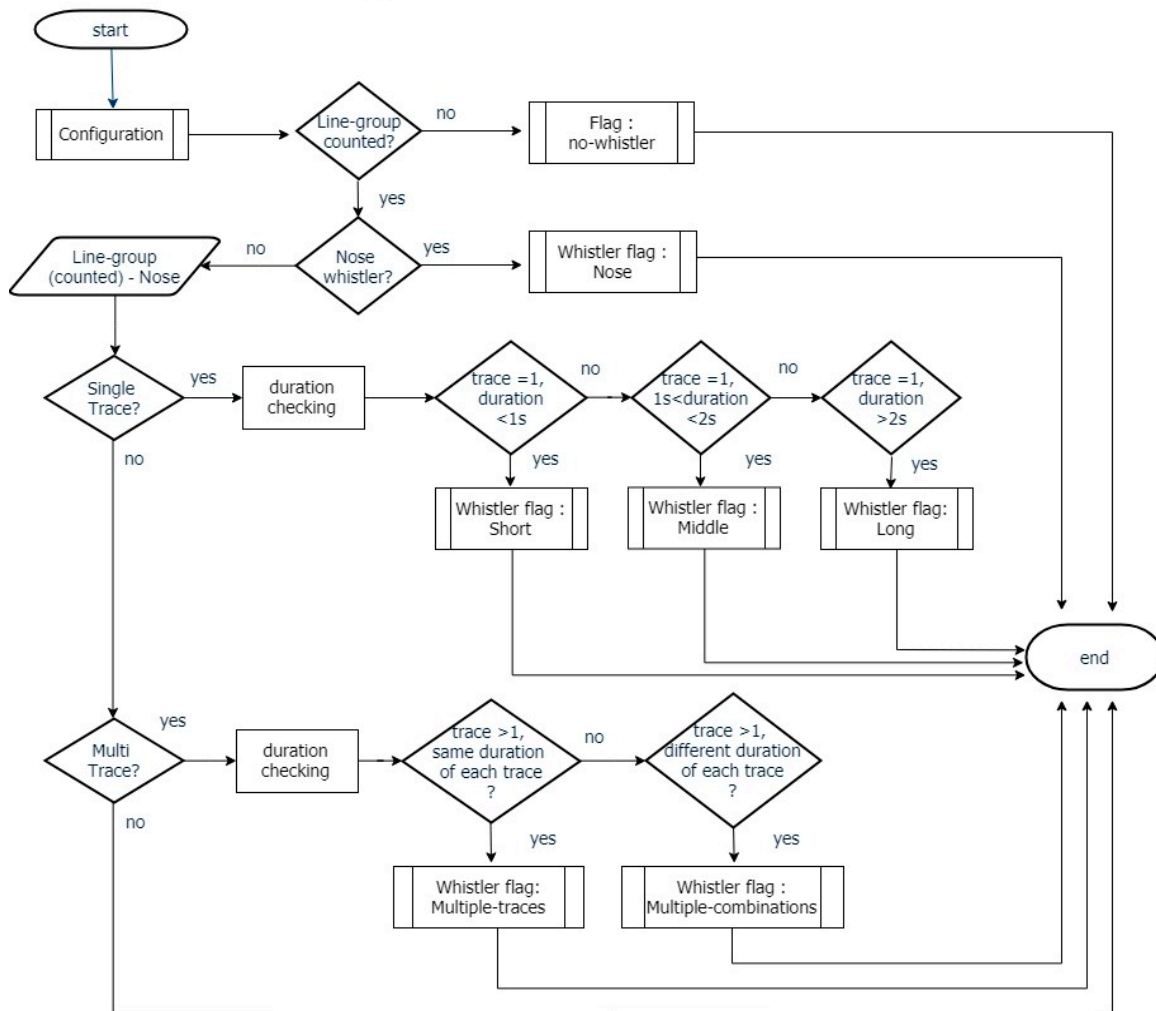 start
Configuration
Line-group
counted?
no
Flag :
no-whistler
yes
Line-group
(counted) - Nose
no
Nose
whistler?
yes
Whistler flag :
Nose
Single
Trace?
yes
duration
checking
trace =1,
duration
<1s
no
trace =1,
1s<duration
<2s
no
trace =1,
duration
>2s
no
yes
yes
yes
Whistler flag :
Short
Whistler flag :
Middle
Whistler flag:
Long
end
Multi
Trace?
yes
duration
checking
trace >1,
same duration
of each trace
?
no
trace >1,
different duration
of each trace
?
no
yes
yes
Whistler flag:
Multiple-traces
Whistler flag :
Multiple-combinations